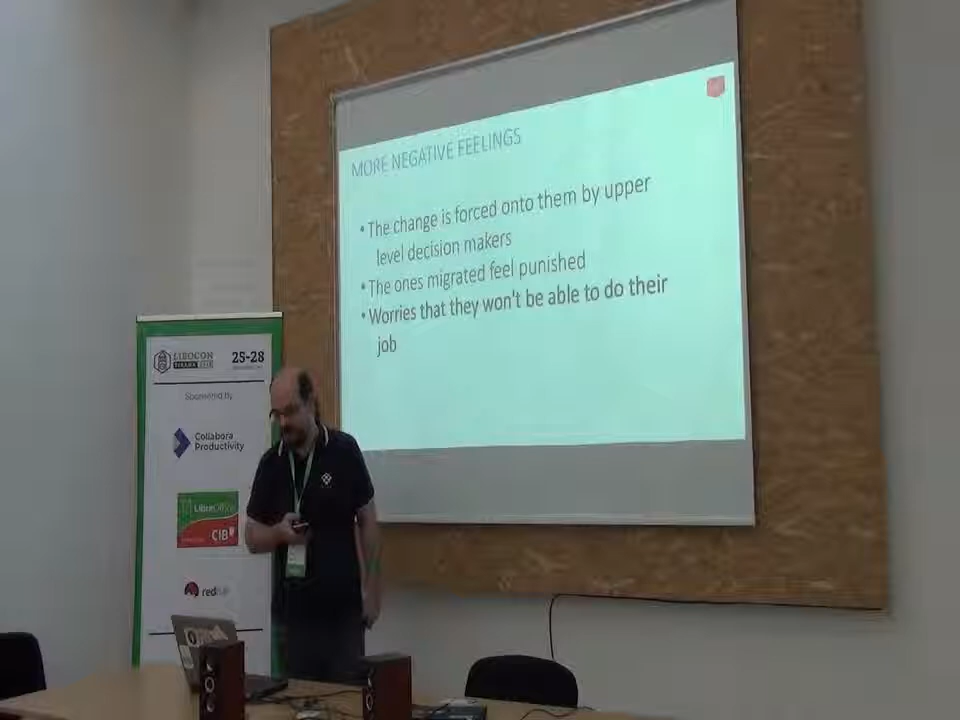 MORE NEGATIVE FEELINGS
• The change is forced onto them by upper
level decision makers
• The ones migrated feel punished
• Worries that they won't be able to do their
job
LIBOCON
25-28
Sponsored By
Collabora
Productivity
LibreOffice
CIB
red